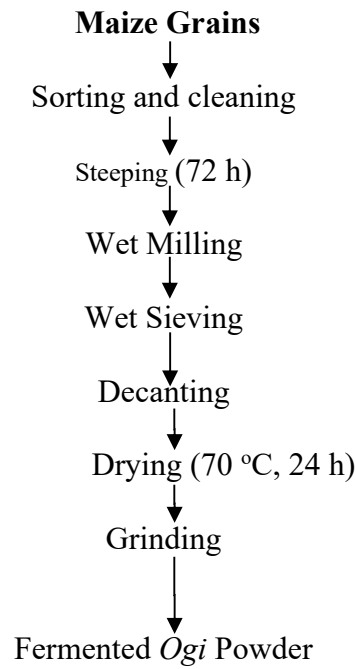 Maize Grains
Sorting and cleaning
Steeping (72 h)
Wet Milling
Wet Sieving
Decanting
Drying (70 °C, 24 h)
Grinding
Fermented Ogi Powder